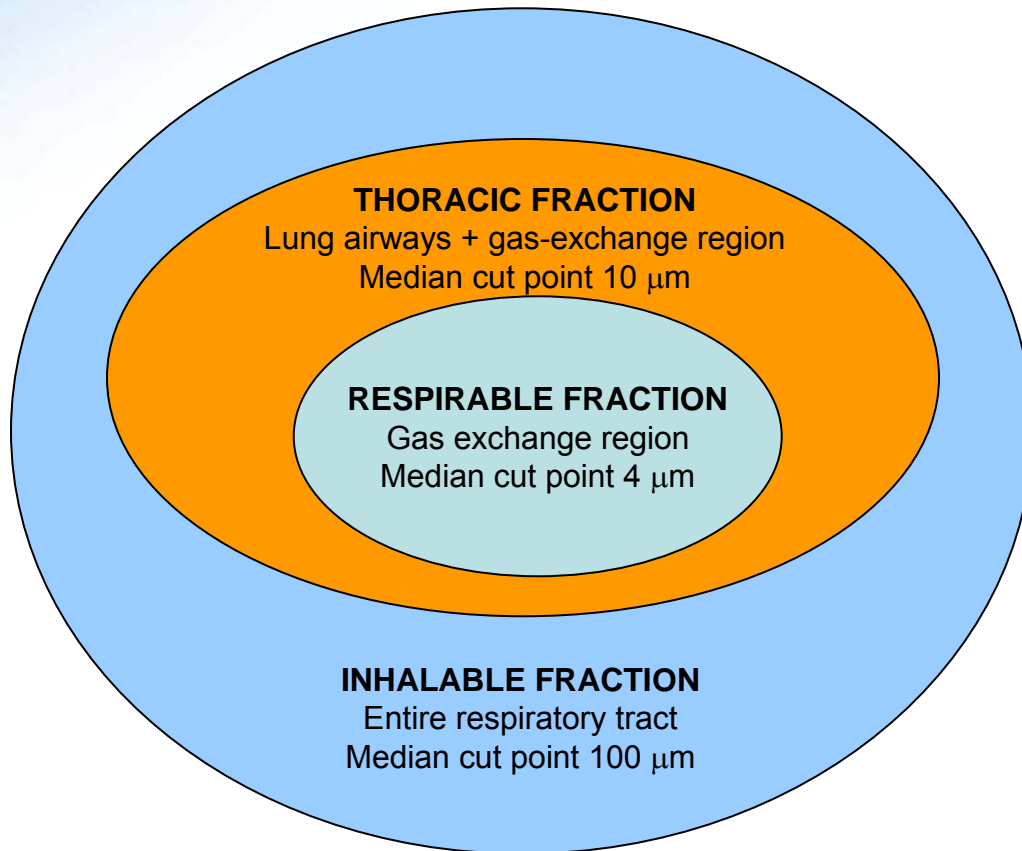 THORACIC FRACTION
Lung airways + gas-exchange region
Median cut point 10 μm
RESPIRABLE FRACTION
Gas exchange region
Median cut point 4 μm
INHALABLE FRACTION
Entire respiratory tract
Median cut point 100 μm